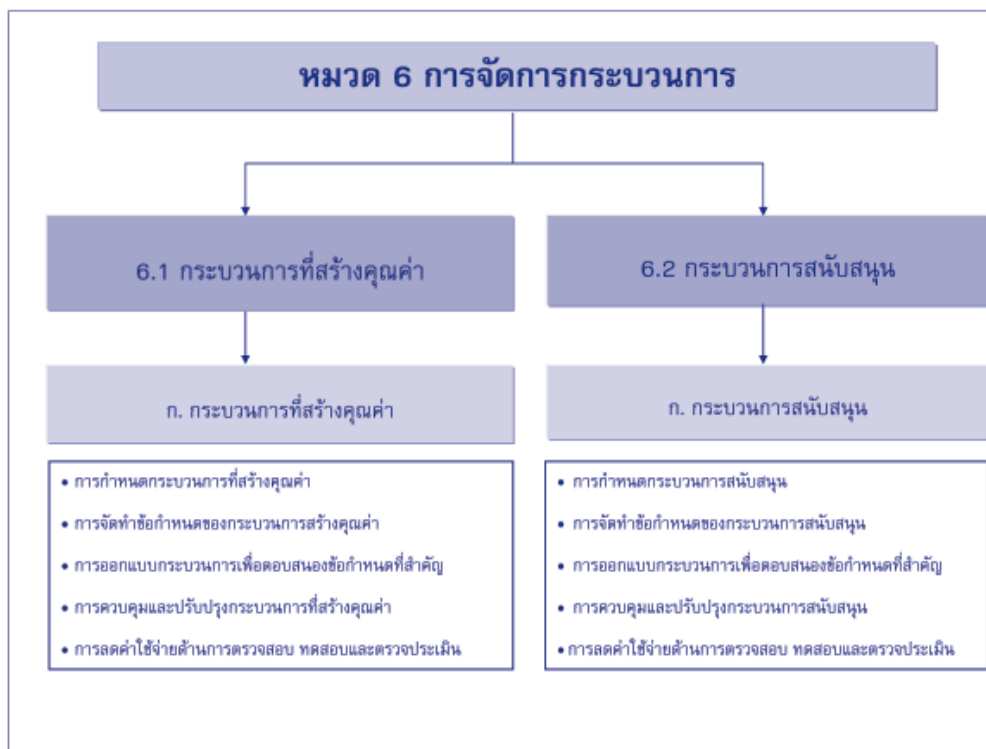 หมวด 6 การจัดการกระบวนการ
6.1 กระบวนการที่สร้างคุณค่า
ก. กระบวนการที่สร้างคุณค่า
• การกำหนดกระบวนการที่สร้างคุณค่า
• การจัดทำข้อกำหนดของกระบวนการสร้างคุณค่า
• การออกแบบกระบวนการเพื่อตอบสนองข้อกำหนดที่สำคัญ
• การควบคุมและปรับปรุงกระบวนการที่สร้างคุณค่า
• การลดค่าใช้จ่ายด้านการตรวจสอบ ทดสอบและตรวจประเมิน
6.2 กระบวนการสนับสนุน
ก. กระบวนการสนับสนุน
• การกำหนดกระบวนการสนับสนุน
• การจัดทำข้อกำหนดของกระบวนการสนับสนุน
• การออกแบบกระบวนการเพื่อตอบสนองข้อกำหนดที่สำคัญ
• การควบคุมและปรับปรุงกระบวนการสนับสนุน
• การลดค่าใช้จ่ายด้านการตรวจสอบ ทดสอบและตรวจประเมิน